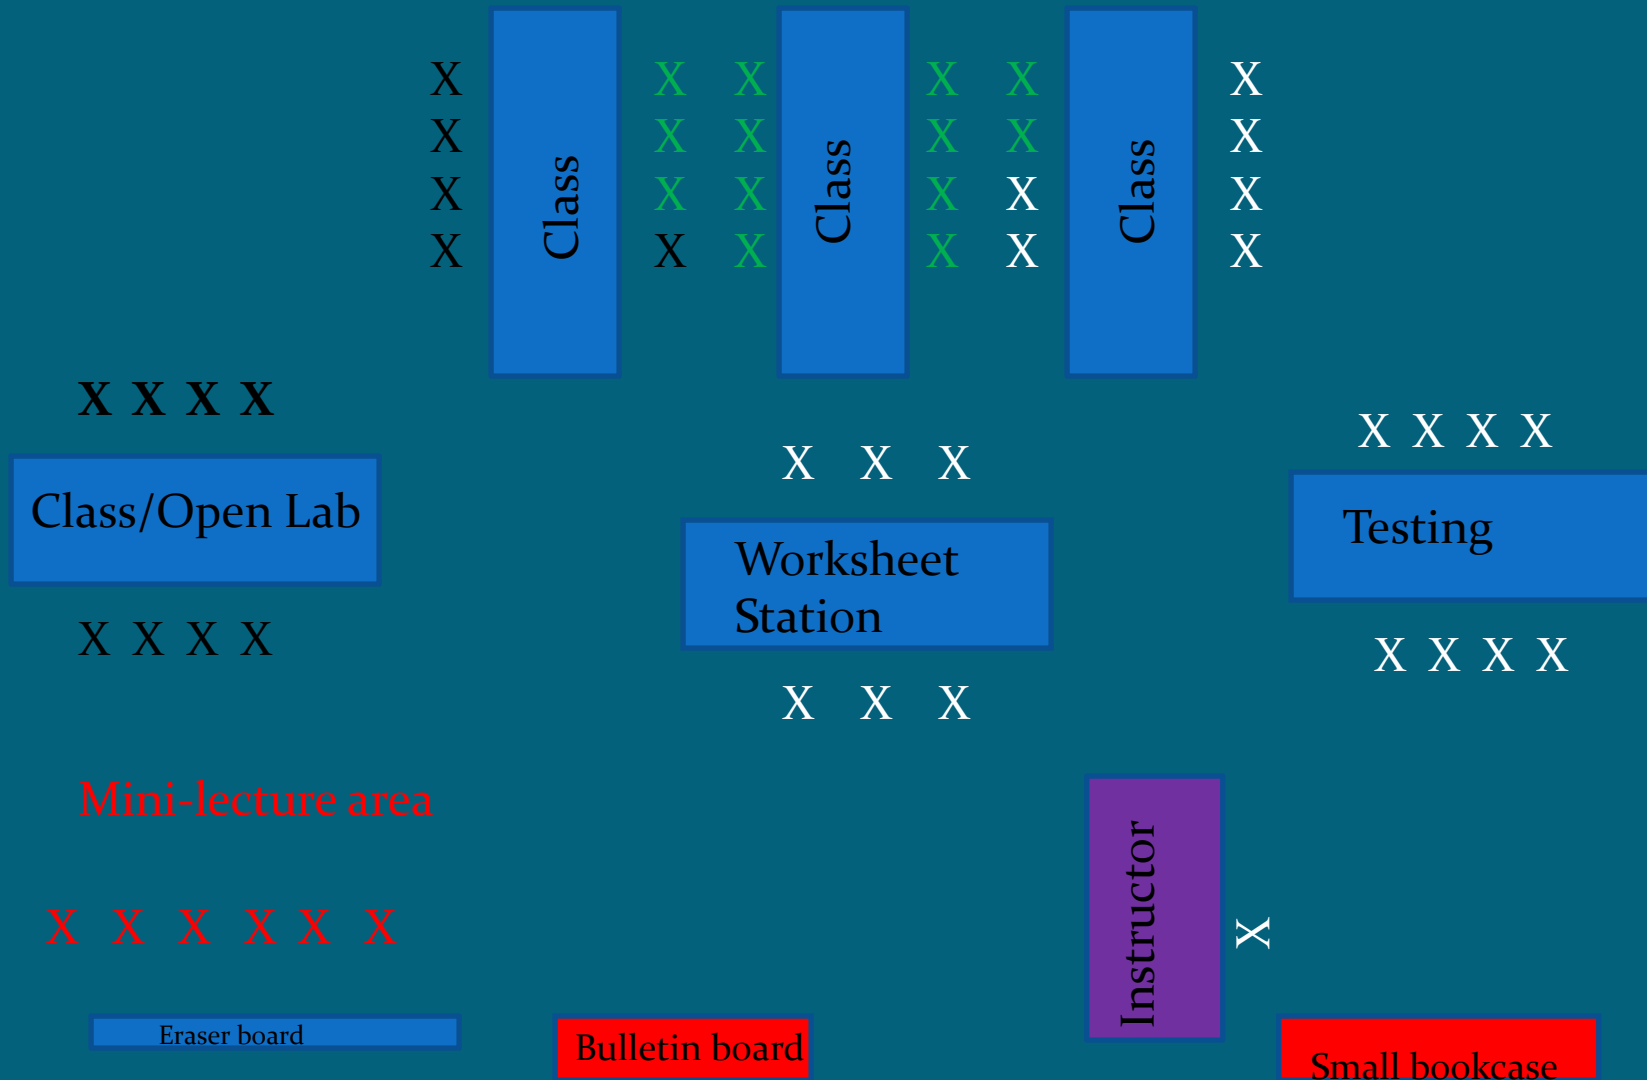 X X X X X X
X X X X X X
X X X X X X
X X X X X X
Class
Class
Class
X X X X
X X X X
X X X
Class/Open Lab
Testing
Worksheet
Station
X X X X
X X X X
X X X
Mini-lecture area
Instructor
X X X X X X
X
Eraser board
Bulletin board
Small bookcase